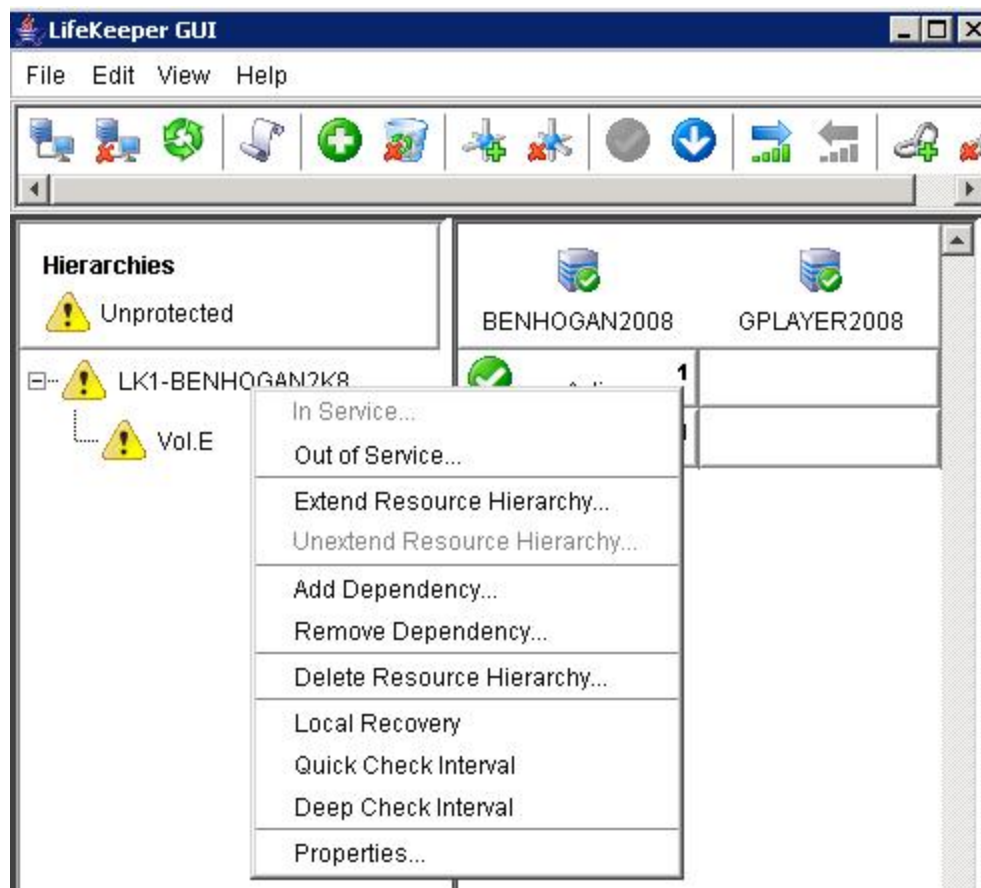 LifeKeeper GUI
File Edit View Help
Hierarchies
Unprotected
BENHOGAN2008 GPLAYER2008
LK1-BENHOGAN2K8
1
Vol.E
In Service...
Out of Service...
Extend Resource Hierarchy...
Unextend Resource Hierarchy...
Add Dependency...
Remove Dependency...
Delete Resource Hierarchy...
Local Recovery
Quick Check Interval
Deep Check Interval
Properties...